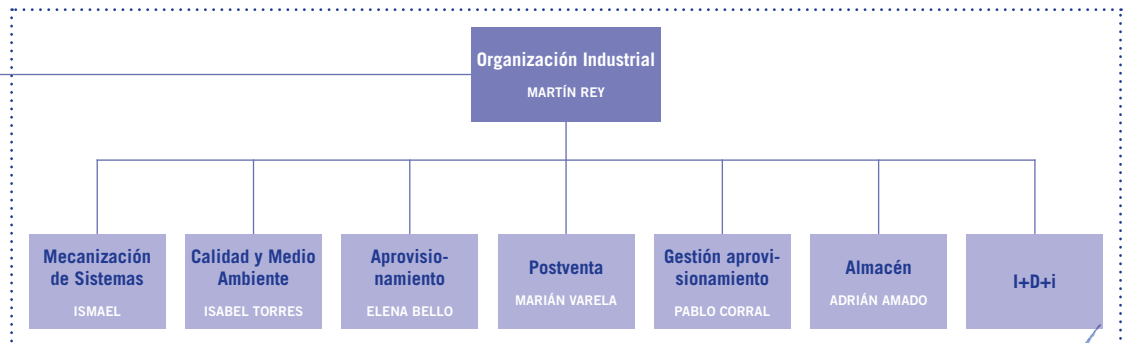 Organización Industrial
MARTÍN REY
Mecanización
de Sistemas
ISMAEL
Calidad y Medio
Ambiente
ISABEL TORRES
Aprovisio-
namiento
ELENA BELLO
Postventa
MARIÁN VARELA
Gestión aprovi-
sionamiento
PABLO CORRAL
Almacén
ADRIÁN AMADO
I+D+i